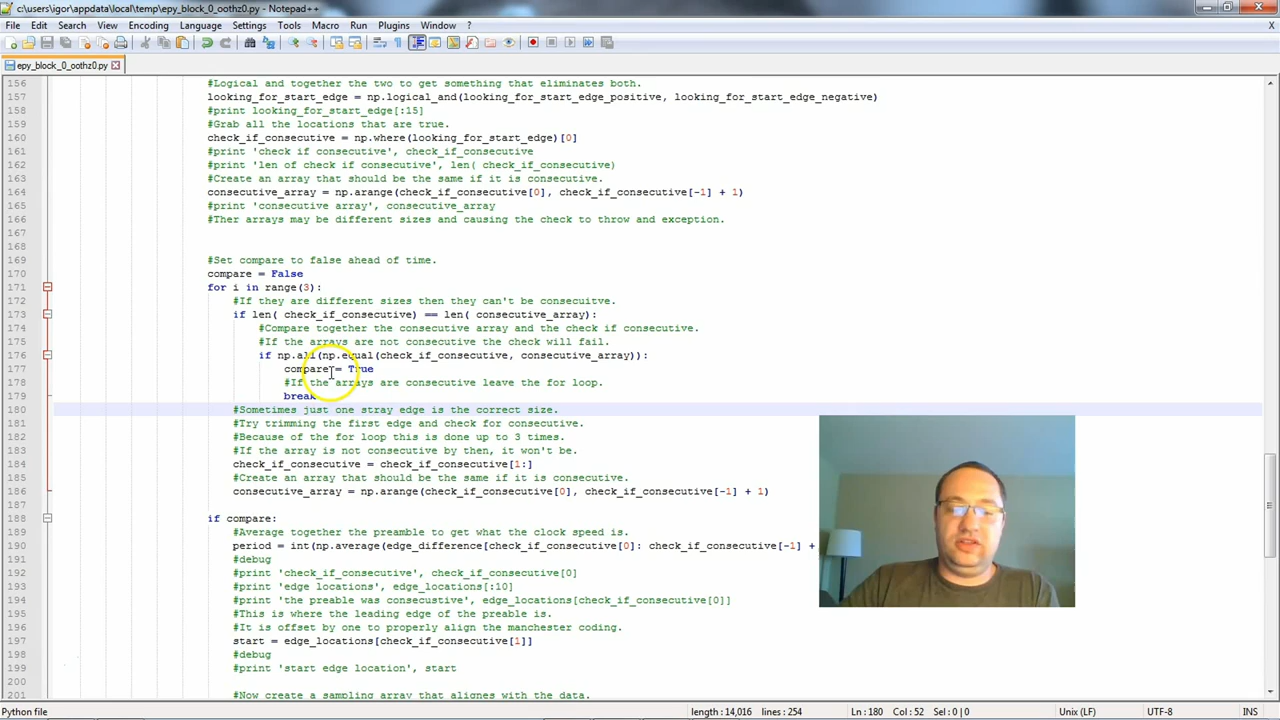 c:\users\igor\appdata\local\temp\epy_block_0_oothz0.py - Notepad++
File Edit Search View Encoding Language Settings Tools Macro Run Plugins Window ? X
epy_block_0_oothz0.py
156 #Logical and together the two to get something that eliminates both.
157 looking_for_start_edge = np.logical_and(looking_for_start_edge_positive, looking_for_start_edge_negative)
158 #print looking_for_start_edge[:15]
159 #Grab all the locations that are true.
160 check_if_consecutive = np.where(looking_for_start_edge)[0]
161 #print 'check if consecutive', check_if_consecutive
162 #print 'len of check if consecutive', len( check_if_consecutive)
163 #Create an array that should be the same if it is consecutive.
164 consecutive_array = np.arange(check_if_consecutive[0], check_if_consecutive[-1] + 1)
165 #print 'consecutive array', consecutive_array
166 #Ther arrays may be different sizes and causing the check to throw and exception.
167
168
169 #Set compare to false ahead of time.
170 compare = False
171 for i in range(3):
172 #If they are different sizes then they can't be consecuitve.
173 if len( check_if_consecutive) == len( consecutive_array):
174 #Compare together the consecutive array and the check if consecutive.
175 #If the arrays are not consecutive the check will fail.
176 if np.all(np.equal(check_if_consecutive, consecutive_array)):
177 compare = True
178 #If the arrays are consecutive leave the for loop.
179 break
180 #Sometimes just one stray edge is the correct size.
181 #Try trimming the first edge and check for consecutive.
182 #Because of the for loop this is done up to 3 times.
183 #If the array is not consecutive by then, it won't be.
184 check_if_consecutive = check_if_consecutive[1:]
185 #Create an array that should be the same if it is consecutive.
186 consecutive_array = np.arange(check_if_consecutive[0], check_if_consecutive[-1] + 1)
187
188 if compare:
189 #Average together the preamble to get what the clock speed is.
190 period = int(np.average(edge_difference[check_if_consecutive[0]: check_if_consecutive[-1] +
191 #debug
192 #print 'check_if_consecutive', check_if_consecutive[0]
193 #print 'edge locations', edge_locations[:10]
194 #print 'the preable was consecustive', edge_locations[check_if_consecutive[0]]
195 #This is where the leading edge of the preable is.
196 #It is offset by one to properly align the manchester coding.
197 start = edge_locations[check_if_consecutive[1]]
198 #debug
199 #print 'start edge location', start
200
201 #Now create a sampling array that alignes with the data.
Python file length : 14,016 lines : 254 Ln : 180 Col : 52 Sel : 0 | 0 Unix (LF) UTF-8 INS